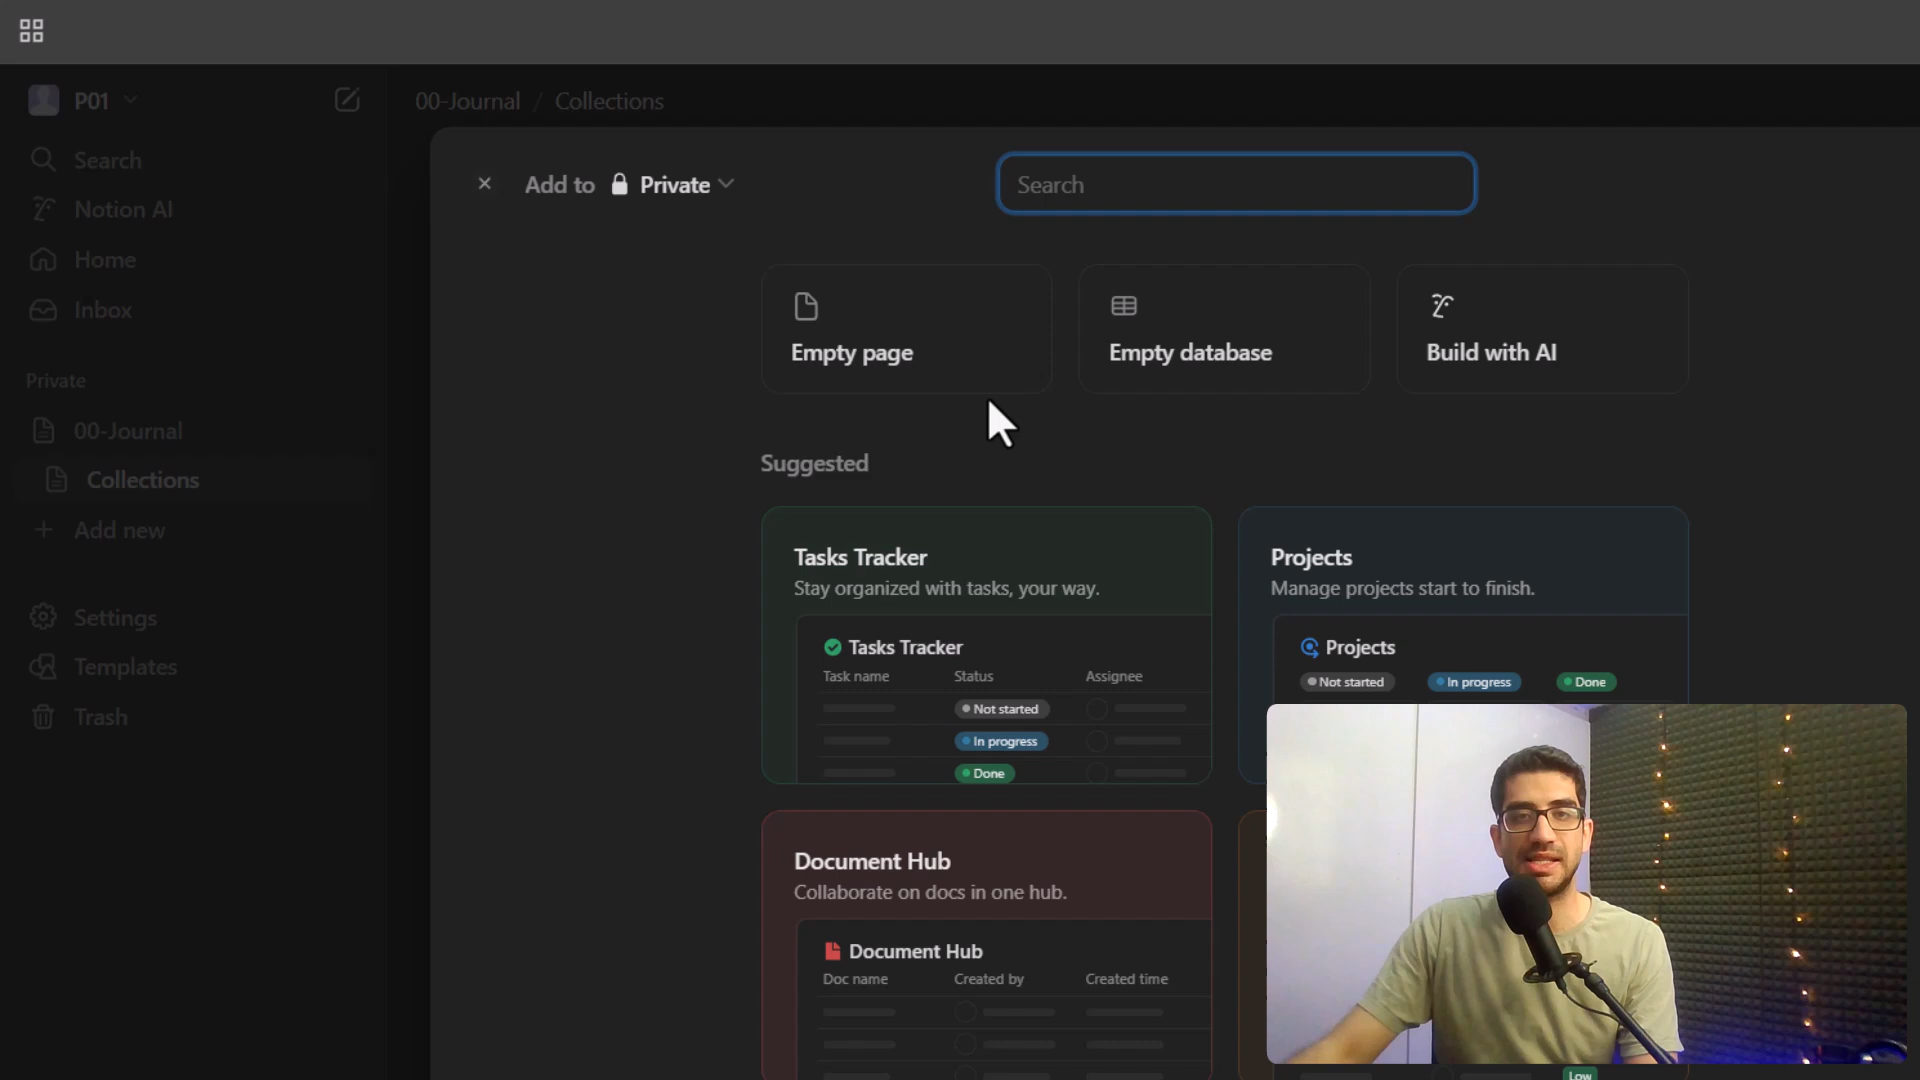 P01
00-Journal / Collections
Search
Notion AI
Home
Inbox
Private
00-Journal
Collections
Add new
Settings
Templates
Trash
Add to Private
Search
Empty page
Empty database
Build with AI
Suggested
Tasks Tracker
Stay organized with tasks, your way.
Tasks Tracker
Task name Status Assignee
Not started
In progress
Done
Projects
Manage projects start to finish.
Projects
Not started In progress Done
Document Hub
Collaborate on docs in one hub.
Document Hub
Doc name Created by Created time
Low